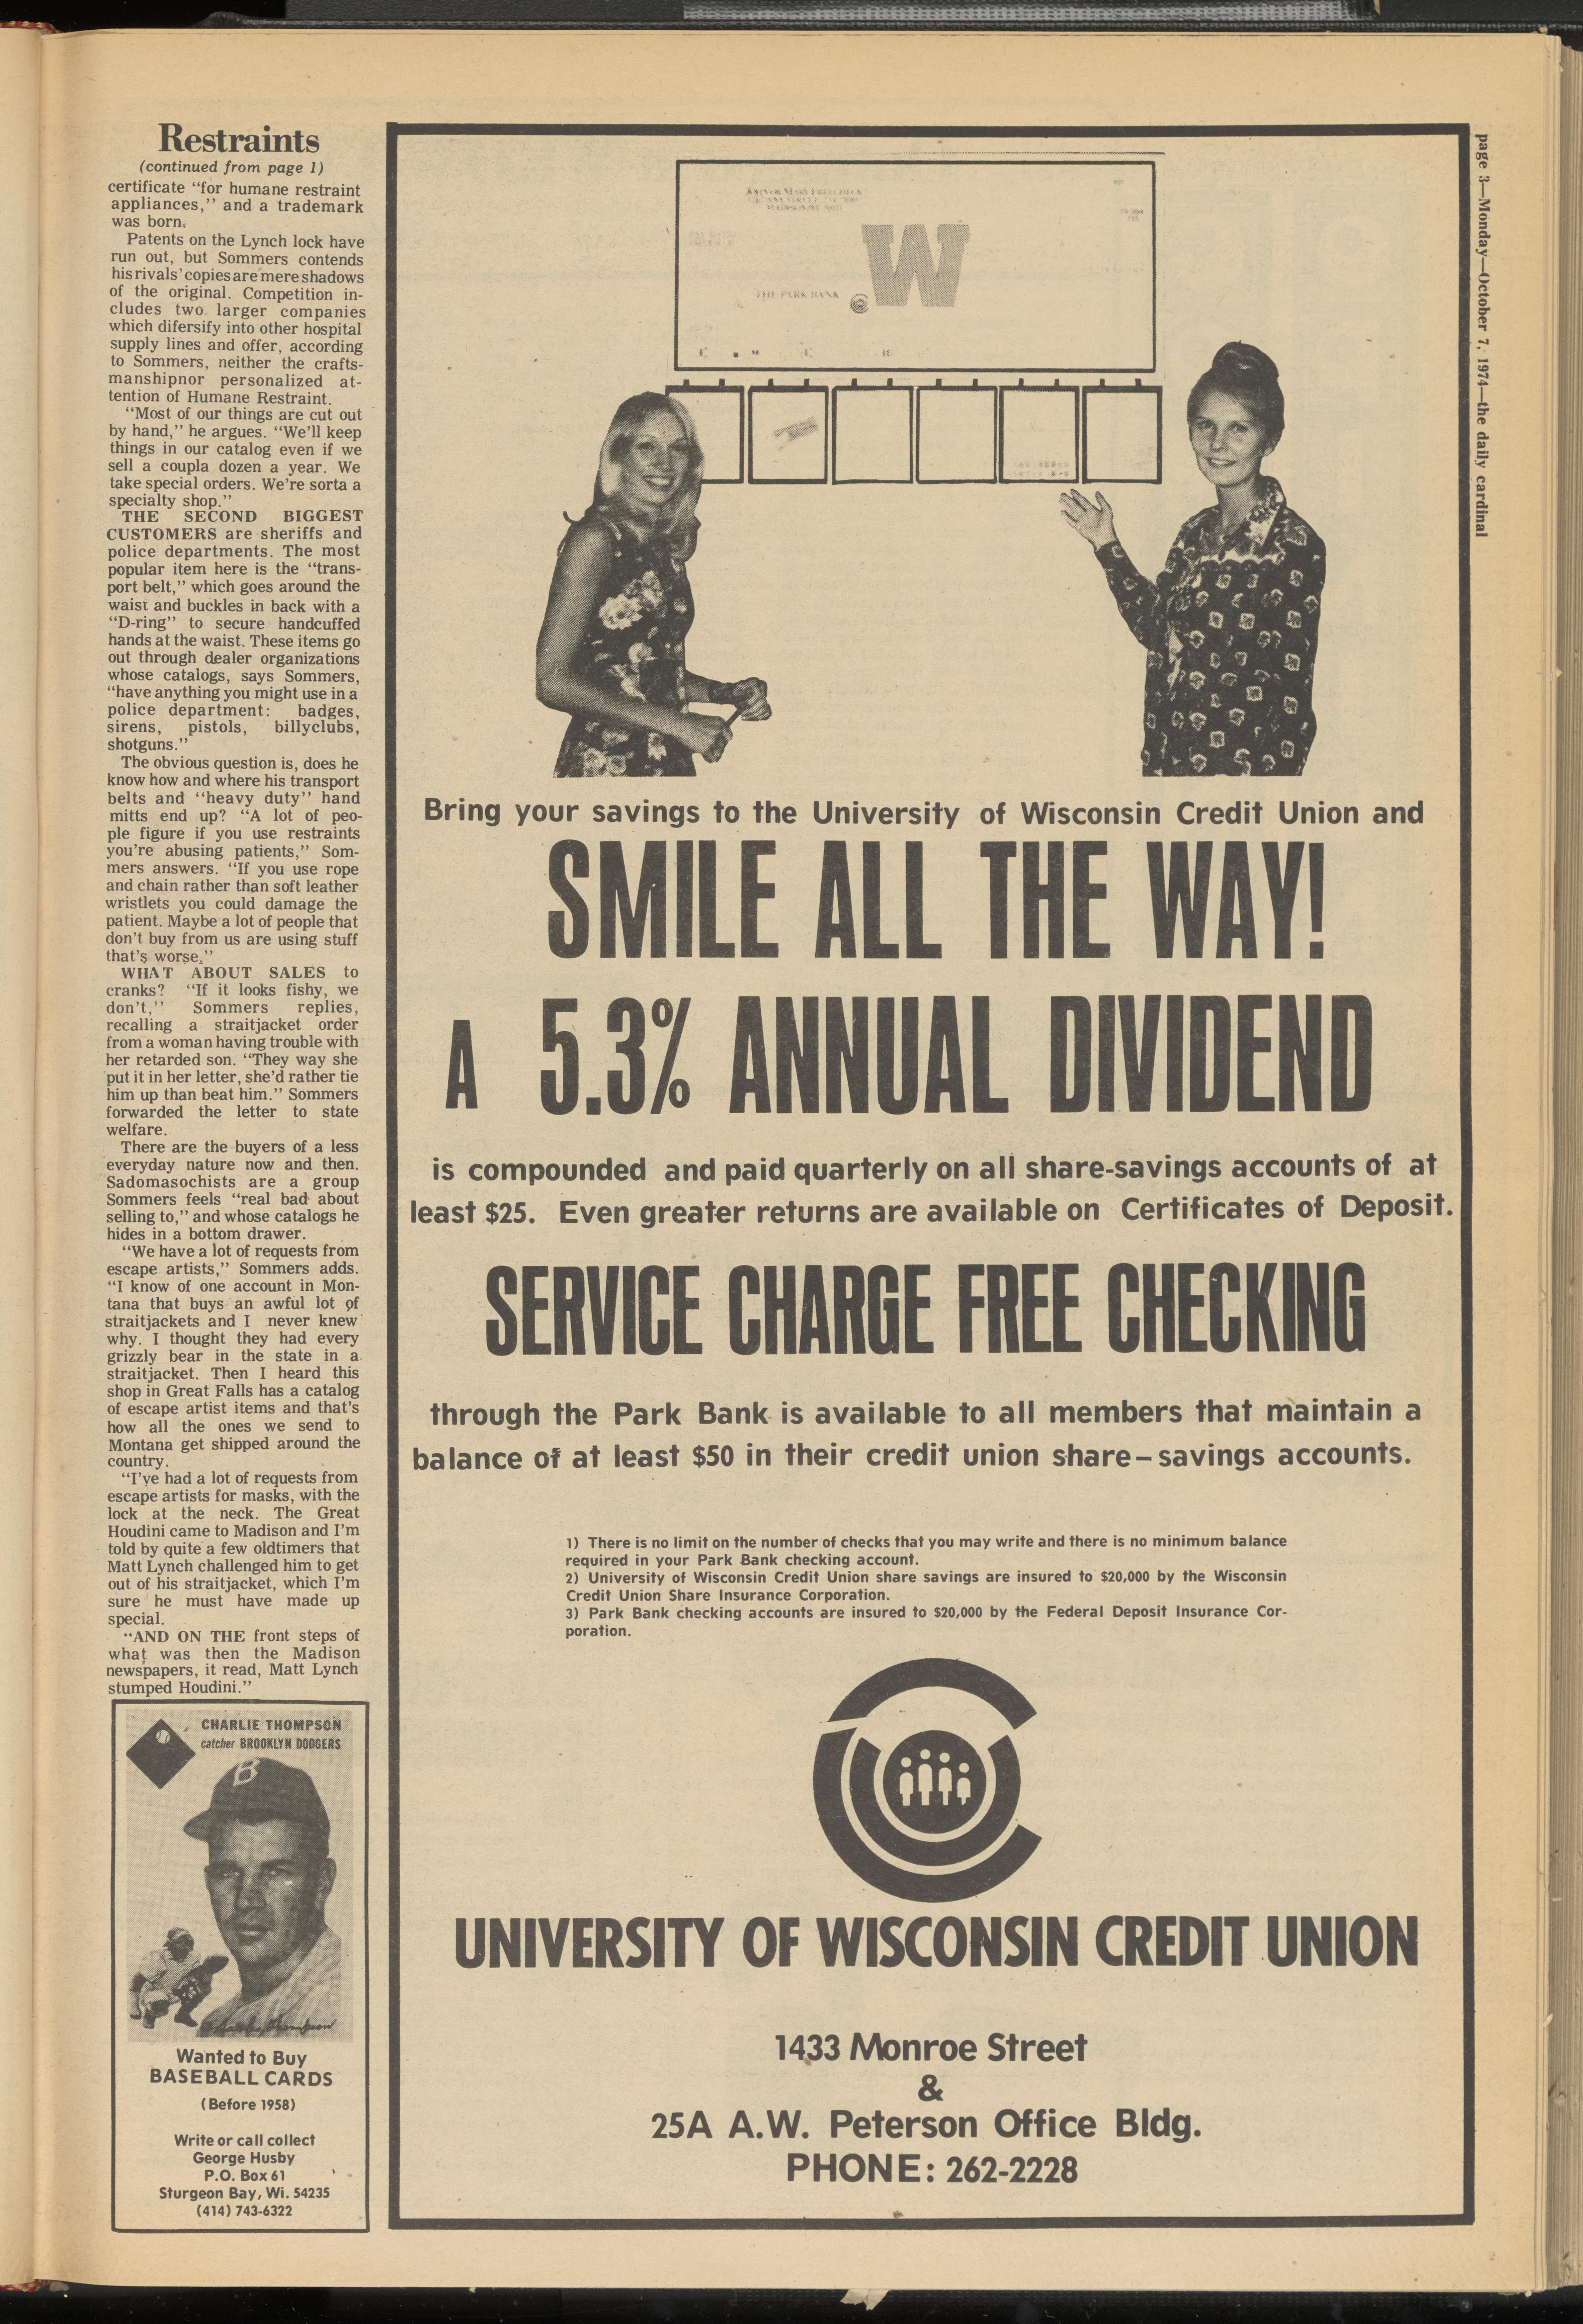 Restraints
(continued from page 1)
certificate "for humane restraint
appliances," and a trademark
was born.
Patents on the Lynch lock have
run out, but Sommers contends
his rivals' copies are mere shadows
of the original. Competition in-
cludes two larger companies
which difersify into other hospital
supply lines and offer, according
to Sommers, neither the crafts-
manshipnor personalized at-
tention of Humane Restraint.
"Most of our things are cut out
by hand," he argues. "We'll keep
things in our catalog even if we
sell a coupla dozen a year. We
take special orders. We're sorta a
specialty shop."
THE SECOND BIGGEST
CUSTOMERS are sheriffs and
police departments. The most
popular item here is the "trans-
port belt," which goes around the
waist and buckles in back with a
"D-ring" to secure handcuffed
hands at the waist. These items go
out through dealer organizations
whose catalogs, says Sommers,
"have anything you might use in a
police department: badges,
sirens, pistols, billyclubs,
shotguns."
The obvious question is, does he
know how and where his transport
belts and "heavy duty" hand
mitts end up? "A lot of peo-
ple figure if you use restraints
you're abusing patients," Som-
mers answers. "If you use rope
and chain rather than soft leather
wristlets you could damage the
patient. Maybe a lot of people that
don't buy from us are using stuff
that's worse."
WHAT ABOUT SALES to
cranks? "If it looks fishy, we
don't," Sommers replies,
recalling a straitjacket order
from a woman having trouble with
her retarded son. "They way she
put it in her letter, she'd rather tie
him up than beat him." Sommers
forwarded the letter to state
welfare.
There are the buyers of a less
everyday nature now and then.
Sadomasochists are a group
Sommers feels "real bad about
selling to," and whose catalogs he
hides in a bottom drawer.
"We have a lot of requests from
escape artists," Sommers adds.
"I know of one account in Mon-
tana that buys an awful lot of
straitjackets and I never knew
why. I thought they had every
grizzly bear in the state in a
straitjacket. Then I heard this
shop in Great Falls has a catalog
of escape artist items and that's
how all the ones we send to
Montana get shipped around the
country.
"I've had a lot of requests from
escape artists for masks, with the
lock at the neck. The Great
Houdini came to Madison and I'm
told by quite a few oldtimers that
Matt Lynch challenged him to get
out of his straitjacket, which I'm
sure he must have made up
special.
"AND ON THE front steps of
what was then the Madison
newspapers, it read, Matt Lynch
stumped Houdini."
CHARLIE THOMPSON
catcher BROOKLYN DODGERS
B
Charlie Thompson
Wanted to Buy
BASEBALL CARDS
(Before 1958)
Write or call collect
George Husby
P.O. Box 61
Sturgeon Bay, Wi. 54235
(414) 743-6322
W
THE PARK BANK
Bring your savings to the University of Wisconsin Credit Union and
SMILE ALL THE WAY!
A 5.3% ANNUAL DIVIDEND
is compounded and paid quarterly on all share-savings accounts of at
least $25. Even greater returns are available on Certificates of Deposit.
SERVICE CHARGE FREE CHECKING
through the Park Bank is available to all members that maintain a
balance of at least $50 in their credit union share-savings accounts.
1) There is no limit on the number of checks that you may write and there is no minimum balance
required in your Park Bank checking account.
2) University of Wisconsin Credit Union share savings are insured to $20,000 by the Wisconsin
Credit Union Share Insurance Corporation.
3) Park Bank checking accounts are insured to $20,000 by the Federal Deposit Insurance Cor-
poration.
UNIVERSITY OF WISCONSIN CREDIT UNION
1433 Monroe Street
&
25A A.W. Peterson Office Bldg.
PHONE: 262-2228
page 3—Monday—October 7, 1974—the daily cardinal